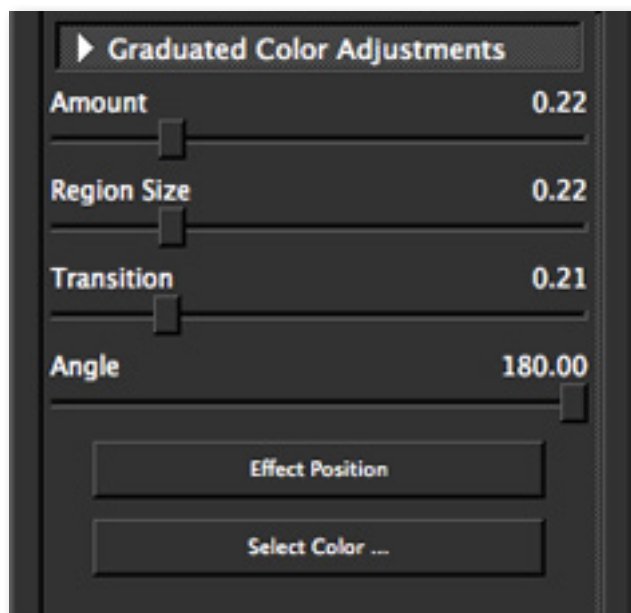 Graduated Color Adjustments
Amount 0.22
Region Size 0.22
Transition 0.21
Angle 180.00
Effect Position
Select Color ...